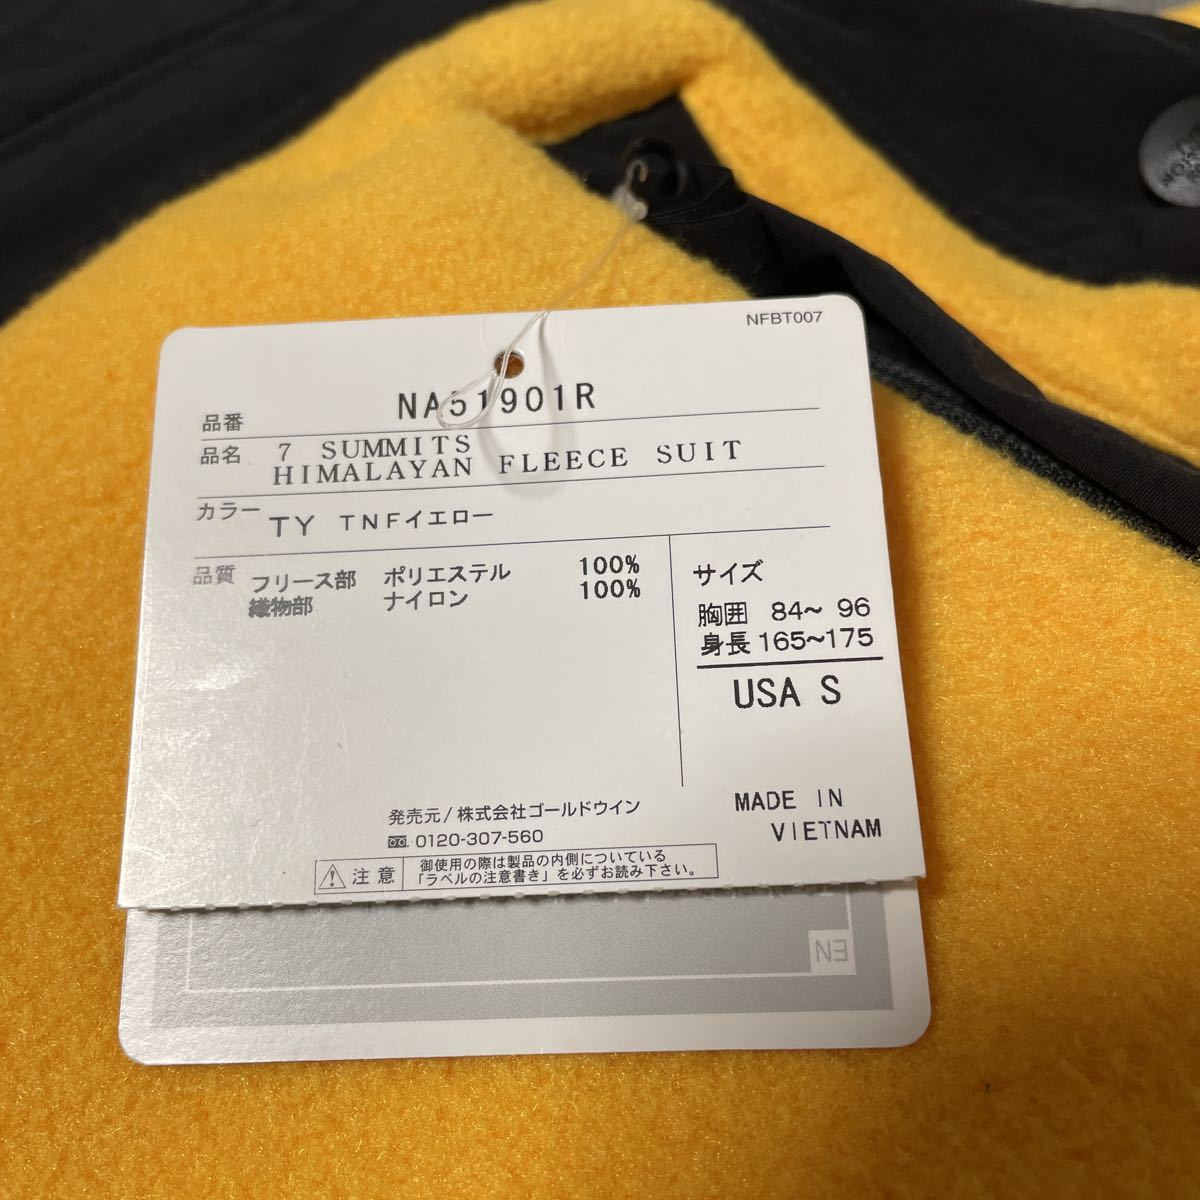 NFBT007
品番 NA51901R
品名 7 SUMMITS
HIMALAYAN FLEECE SUIT
カラー TY TNFイエロー
品質 フリース部 ポリエステル 100%
織物部 ナイロン 100%
サイズ
胸囲 84~ 96
身長 165~175
USA S
MADE IN
VIETNAM
発売元/株式会社ゴールドウイン
0120-307-560
注意
御使用の際は製品の内側についている
「ラベルの注意書き」を必ずお読み下さい。
EN